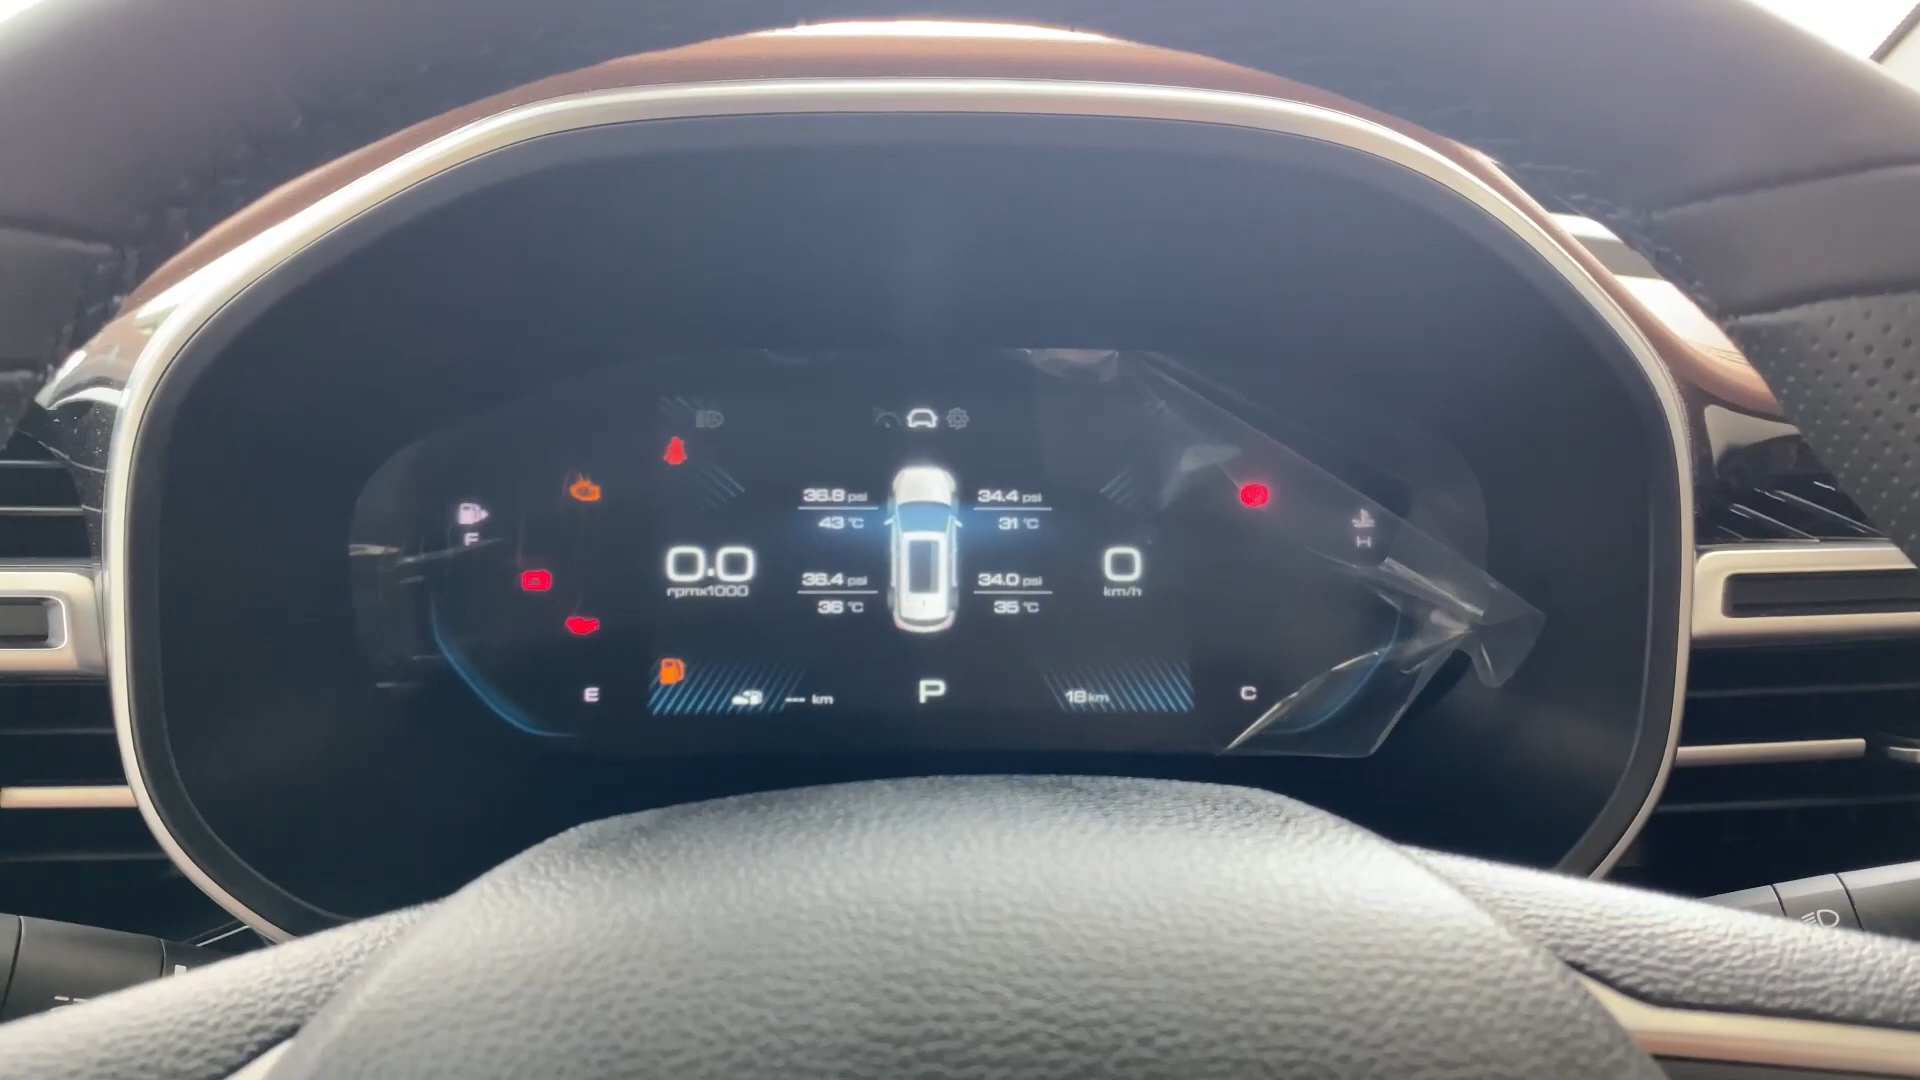 36.8 psi
43 °C
34.4 psi
31 °C
F
H
0.0
rpmx1000
36.4 psi
36 °C
34.0 psi
35 °C
0
km/h
E
--- km
P
18 km
C